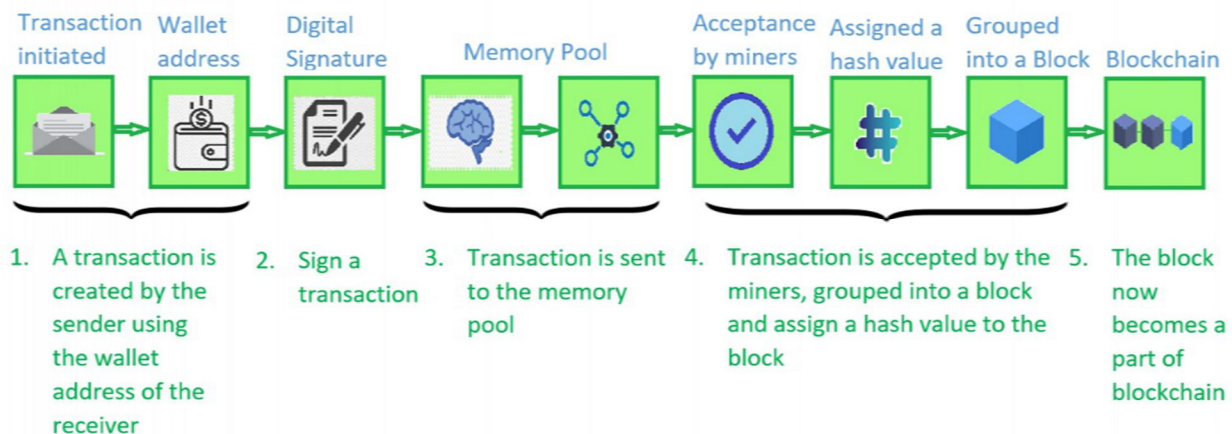 Transaction
initiated
Wallet
address
Digital
Signature
Memory Pool
Acceptance
by miners
Assigned a
hash value
Grouped
into a Block
Blockchain
1. A transaction is
created by the
sender using
the wallet
address of the
receiver
2. Sign a
transaction
3. Transaction is sent
to the memory
pool
4. Transaction is accepted by the
miners, grouped into a block
and assign a hash value to the
block
5. The block
now
becomes a
part of
blockchain